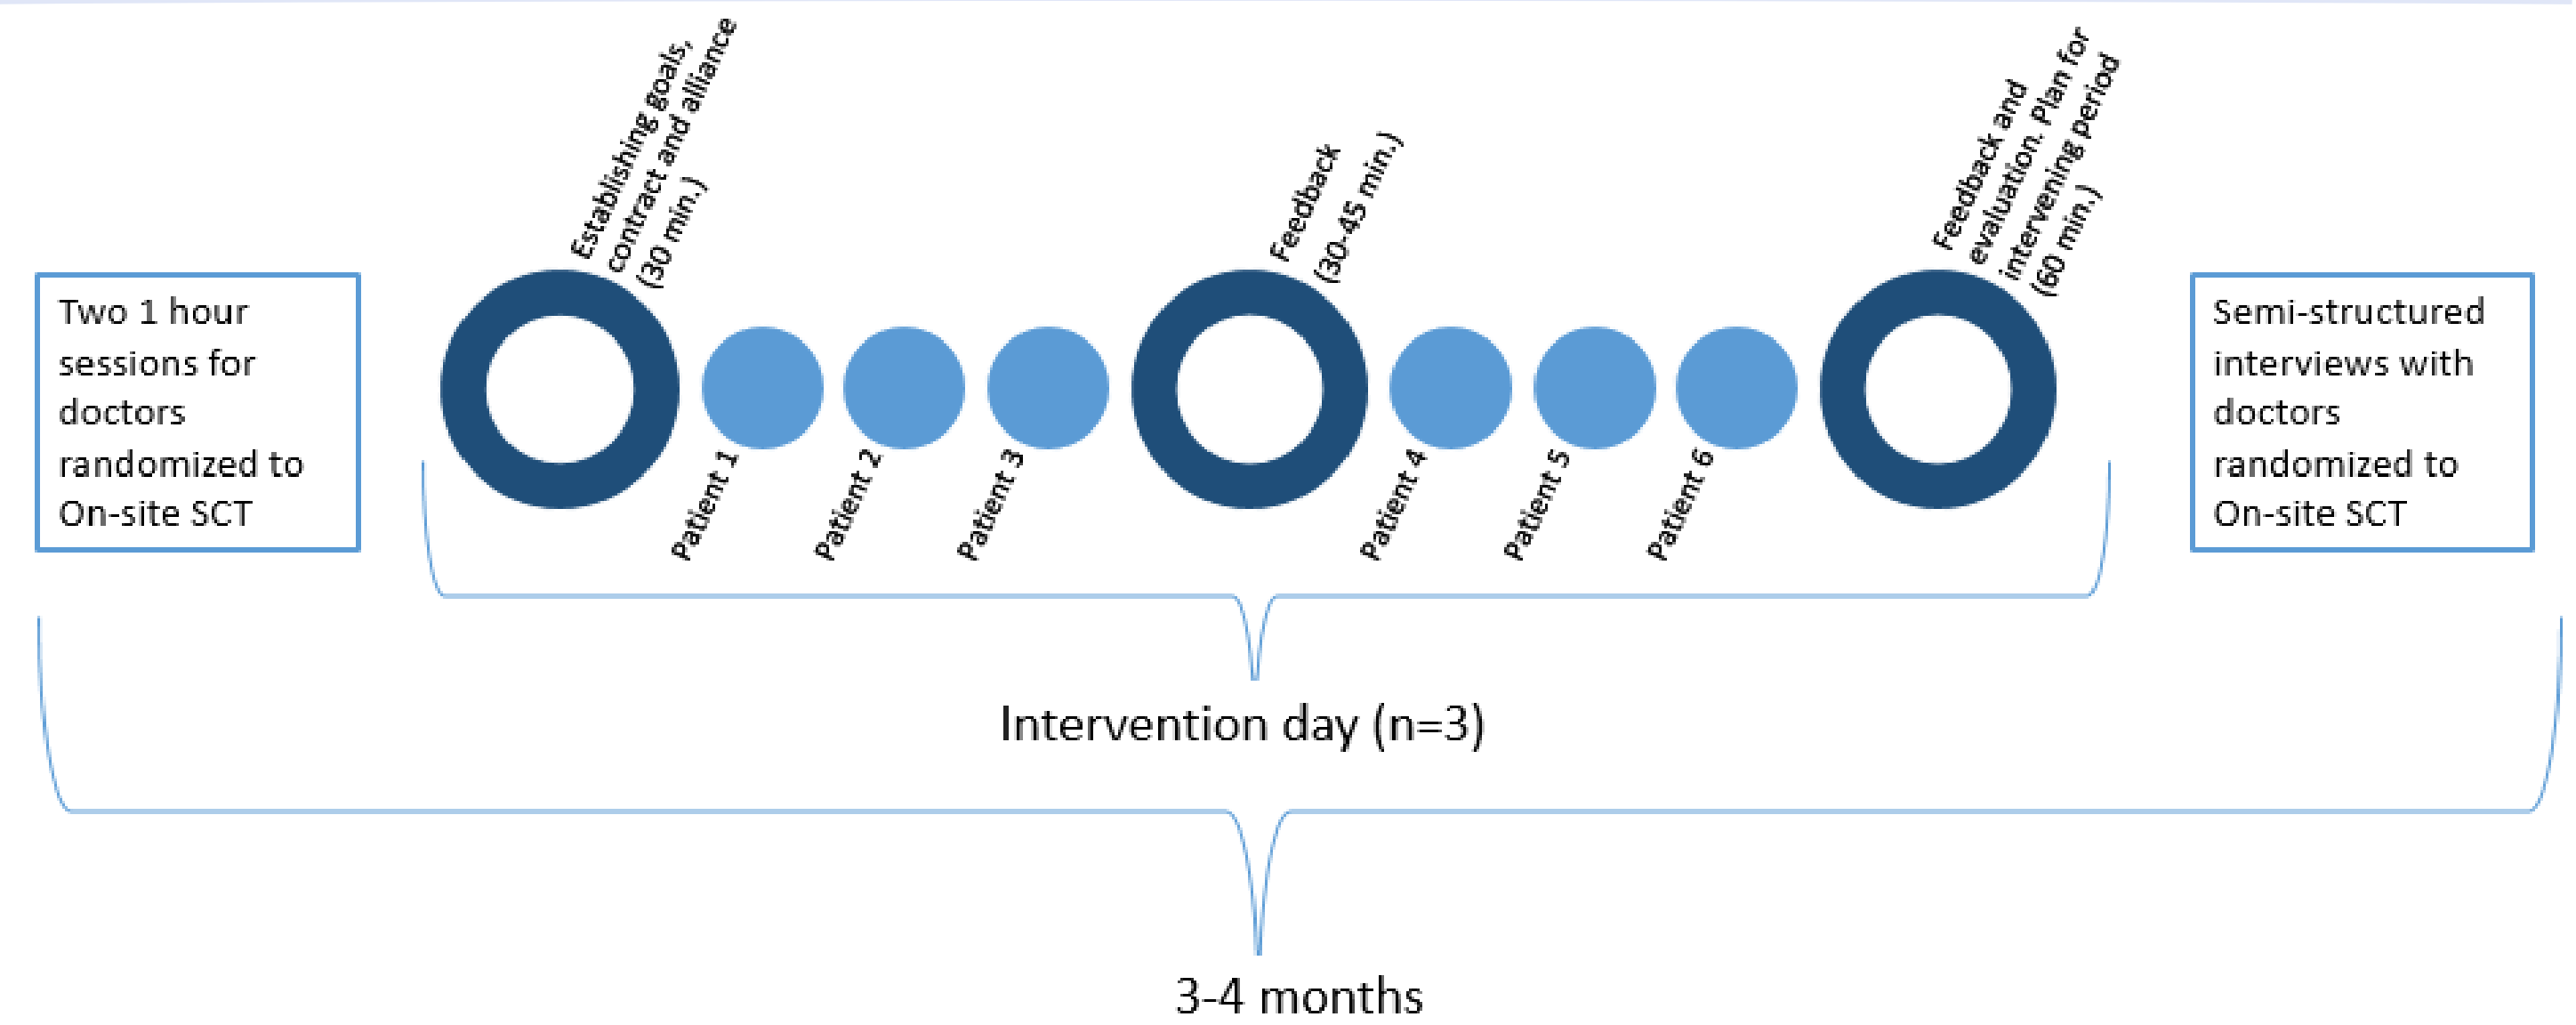 Two 1 hour
sessions for
doctors
randomized to
On-site SCT
Establishing goals,
contract and alliance
(30 min.)
Patient 1
Patient 2
Patient 3
Feedback
(30-45 min.)
Patient 4
Patient 5
Patient 6
Feedback and
evaluation. Plan for
intervening period
(60 min.)
Semi-structured
interviews with
doctors
randomized to
On-site SCT
Intervention day (n=3)
3-4 months